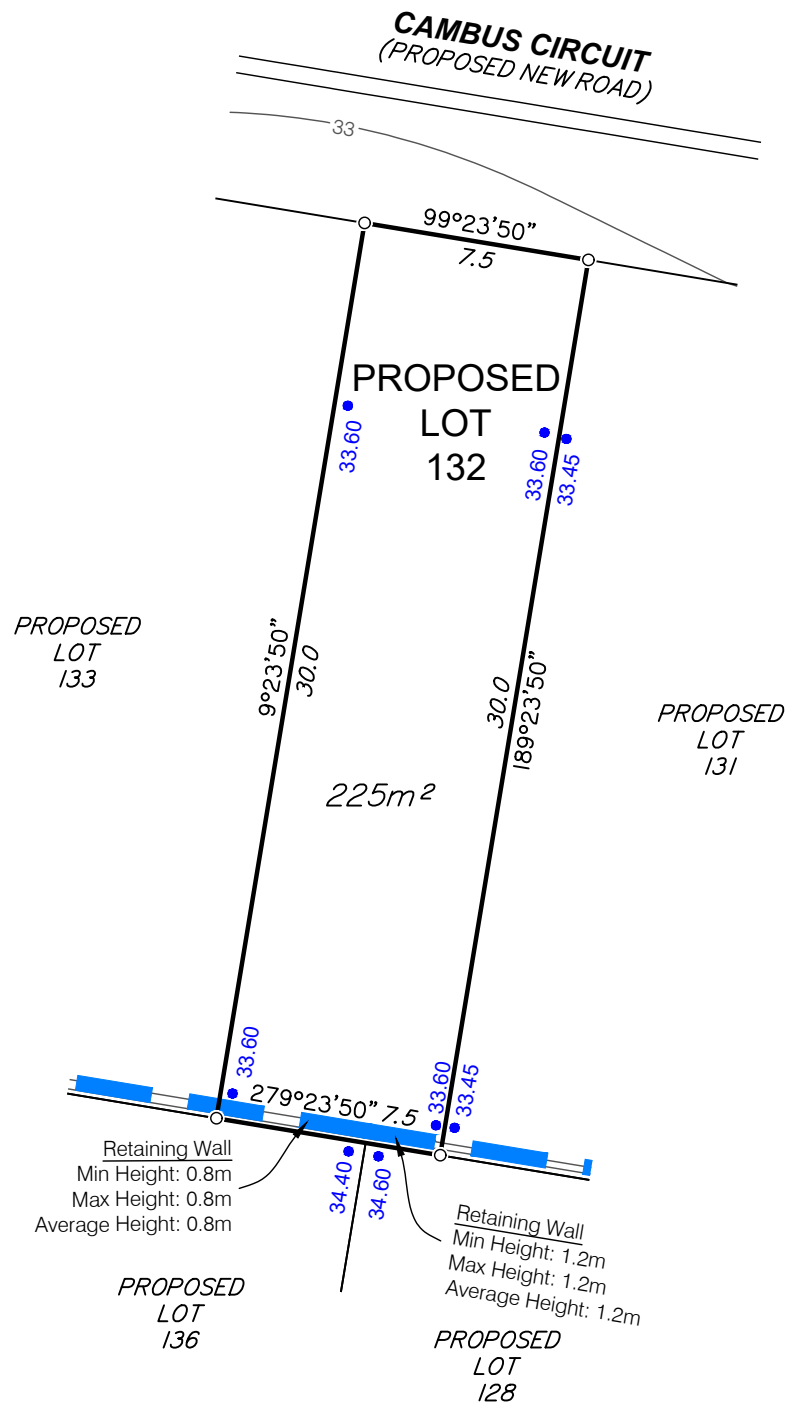 CAMBUS CIRCUIT
(PROPOSED NEW ROAD)
33
99°23'50"
7.5
PROPOSED
LOT
132
33.60
33.60
33.45
9°23'50"
30.0
30.0
189°23'50"
PROPOSED
LOT
133
PROPOSED
LOT
131
225m²
33.60
279°23'50" 7.5
33.60
33.45
Retaining Wall
Min Height: 0.8m
Max Height: 0.8m
Average Height: 0.8m
34.40
34.60
Retaining Wall
Min Height: 1.2m
Max Height: 1.2m
Average Height: 1.2m
PROPOSED
LOT
136
PROPOSED
LOT
128